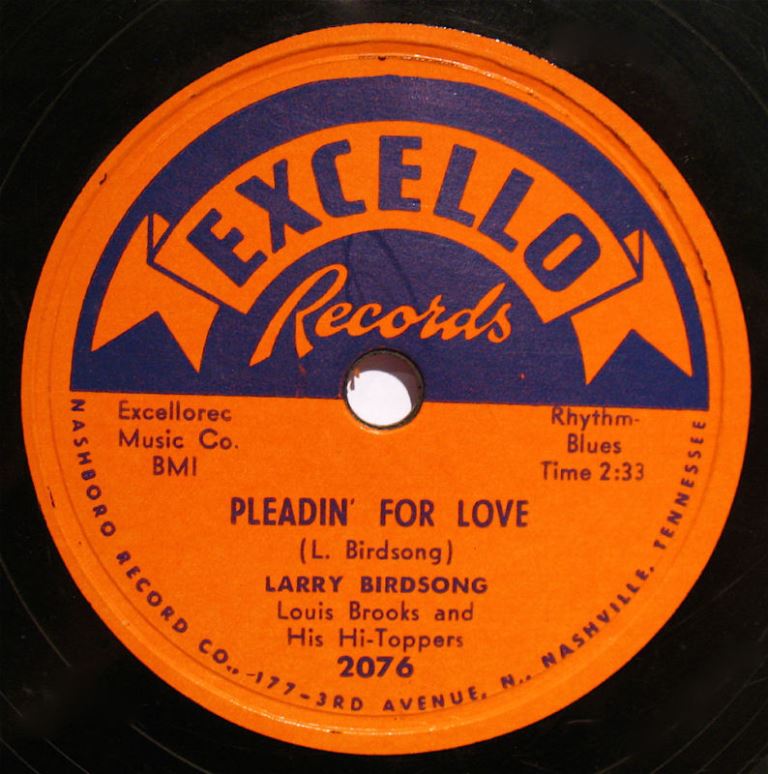 EXCELLO
Records
Excellorec
Music Co.
BMI
Rhythm-
Blues
Time 2:33
PLEADIN' FOR LOVE
(L. Birdsong)
LARRY BIRDSONG
Louis Brooks and
His Hi-Toppers
2076
NASHBORO RECORD CO., 177-3RD AVENUE, N., NASHVILLE, TENNESSEE